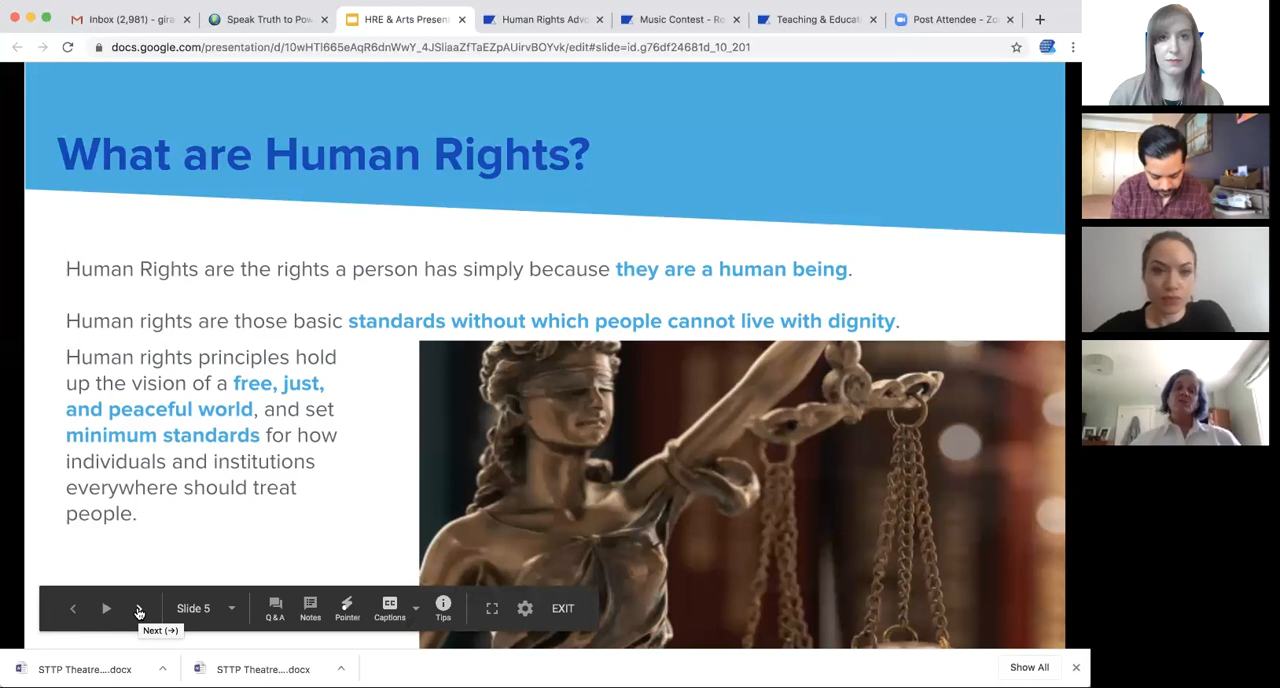 Inbox (2,981) - gira
Speak Truth to Pow
HRE & Arts Presen
Human Rights Advo
Music Contest - Ro
Teaching & Educat
Post Attendee - Zo
docs.google.com/presentation/d/10wHTl665eAqR6dnWwY_4JSliaaZfTaEZpAUirvBOYvk/edit#slide=id.g76df24681d_10_201
What are Human Rights?
Human Rights are the rights a person has simply because they are a human being.
Human rights are those basic standards without which people cannot live with dignity.
Human rights principles hold
up the vision of a free, just,
and peaceful world, and set
minimum standards for how
individuals and institutions
everywhere should treat
people.
Slide 5
Q & A
Notes
Pointer
Captions
Tips
EXIT
Next (→)
STTP Theatre....docx
STTP Theatre....docx
Show All